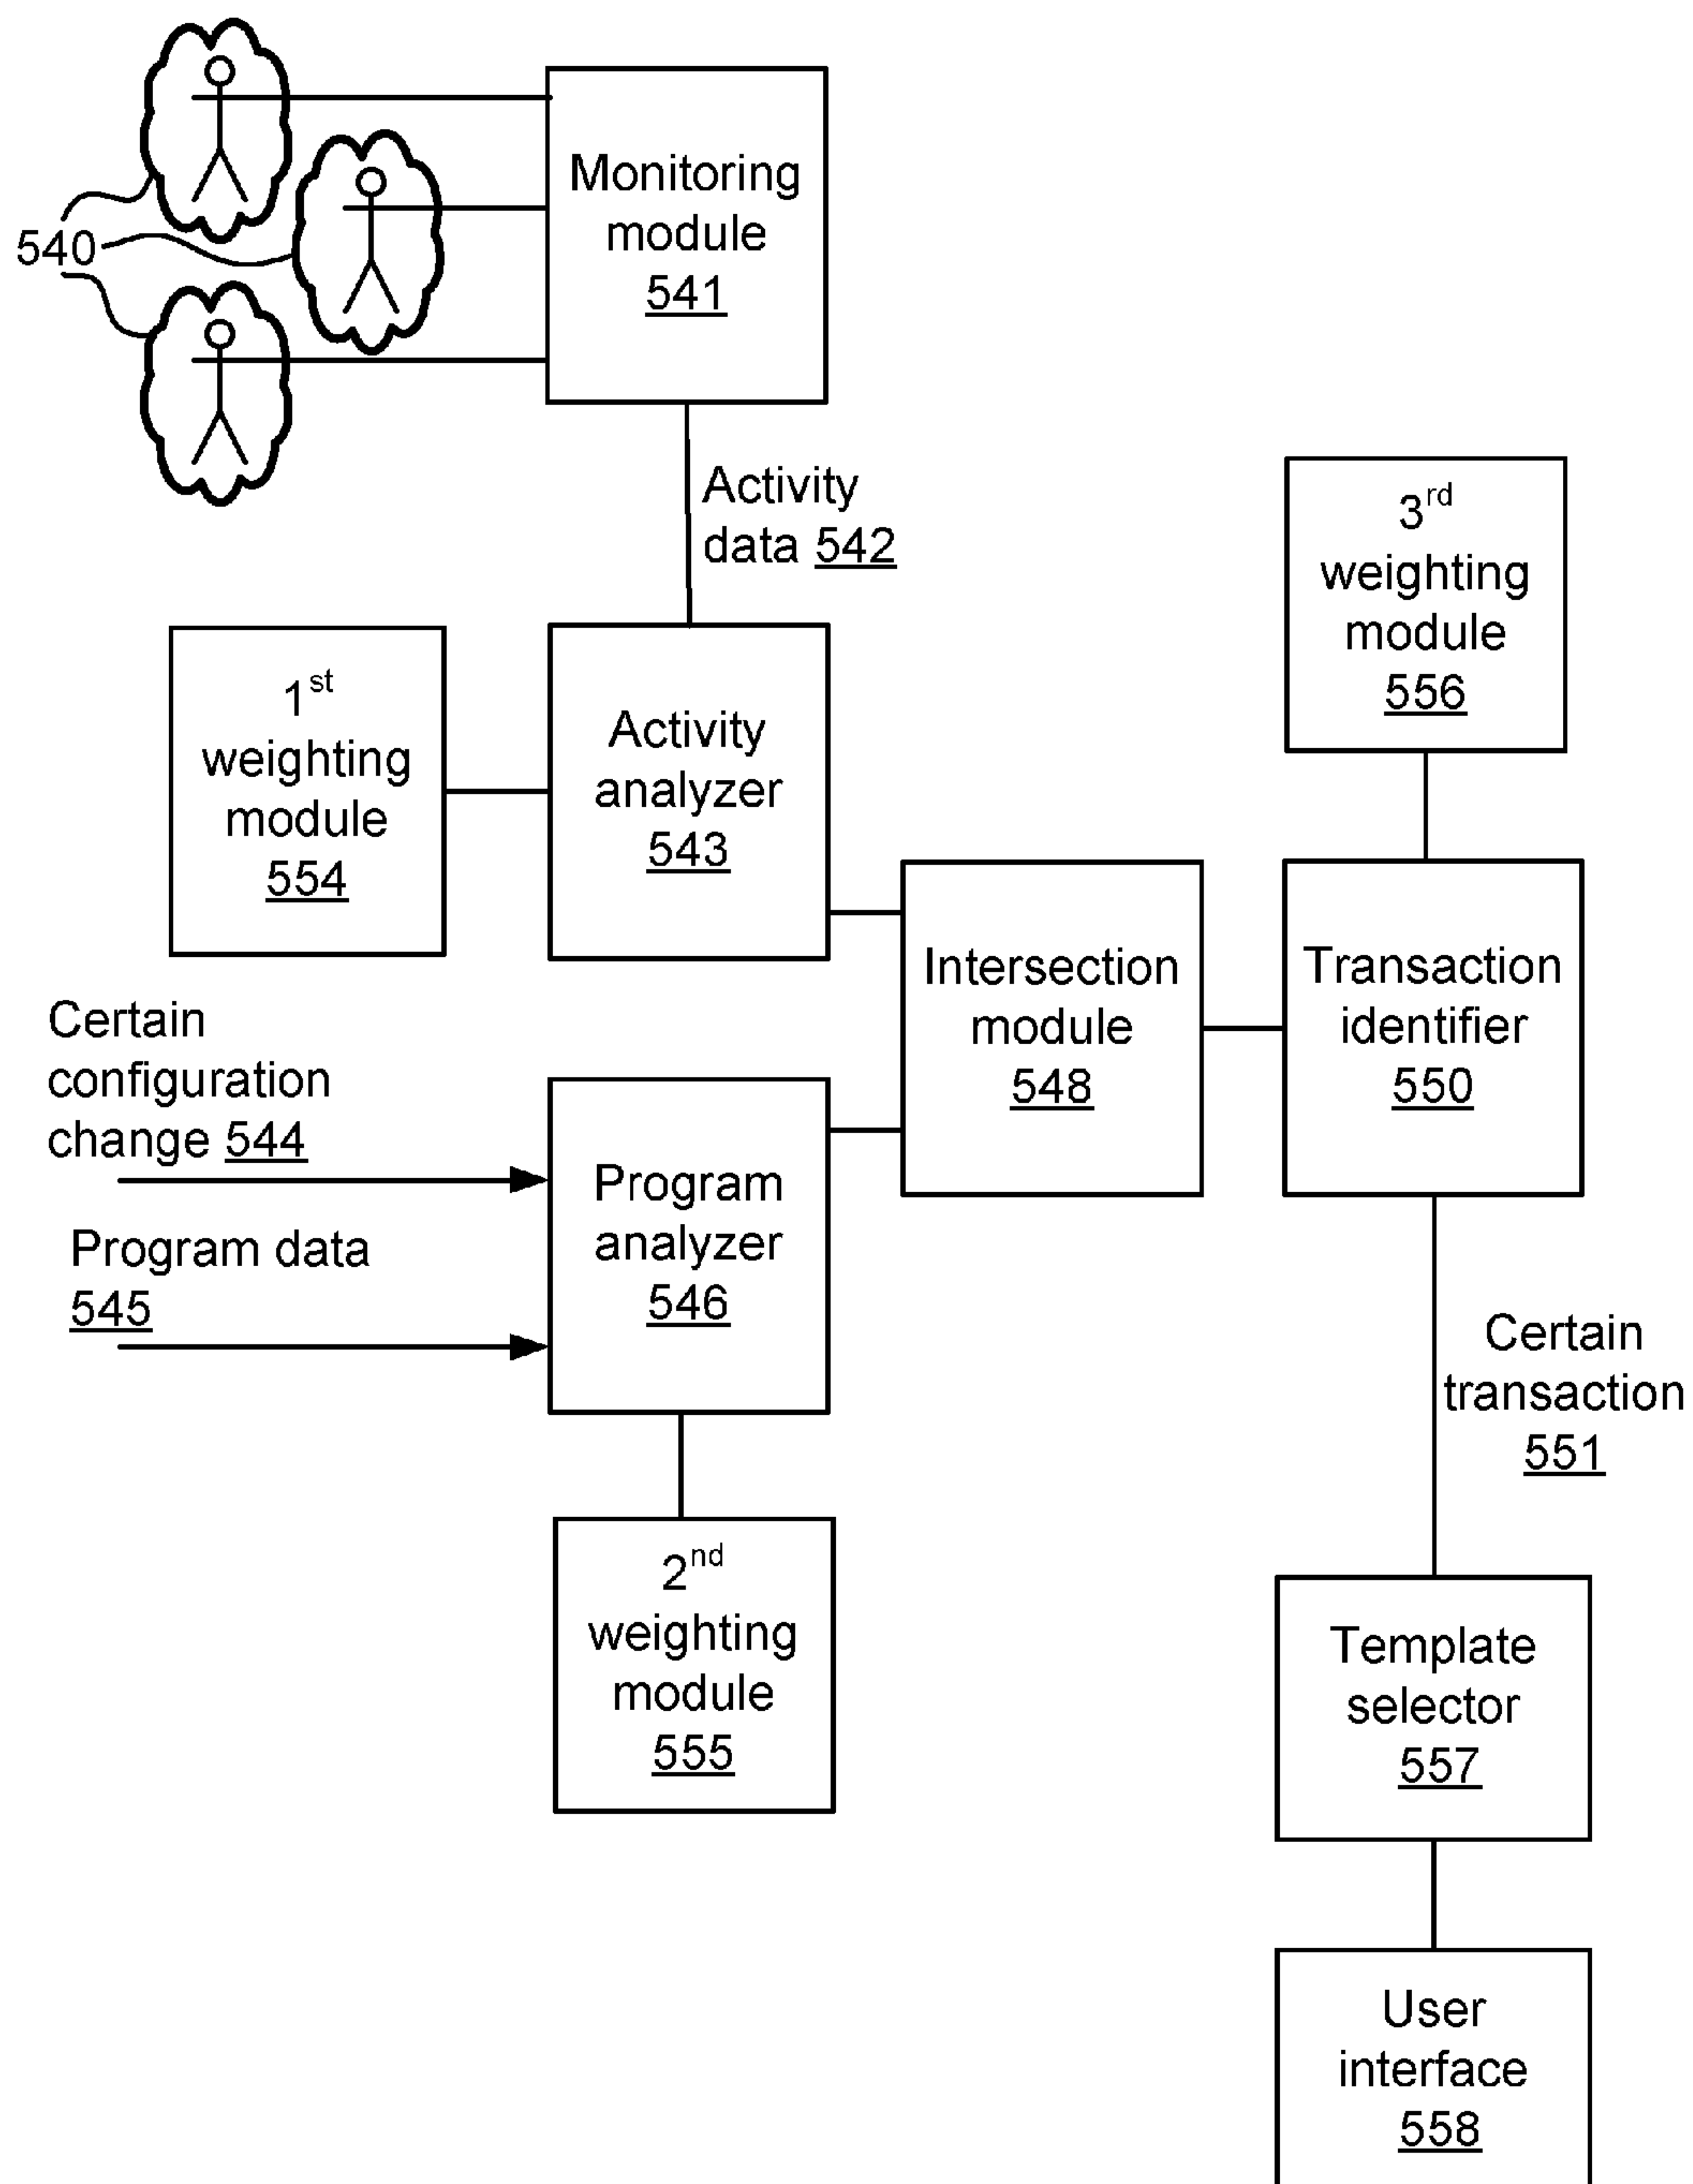 540
Monitoring
module
541
Activity
data 542
3rd
weighting
module
556
1st
weighting
module
554
Activity
analyzer
543
Intersection
module
548
Transaction
identifier
550
Certain
configuration
change 544
Program data
545
Program
analyzer
546
Certain
transaction
551
2nd
weighting
module
555
Template
selector
557
User
interface
558